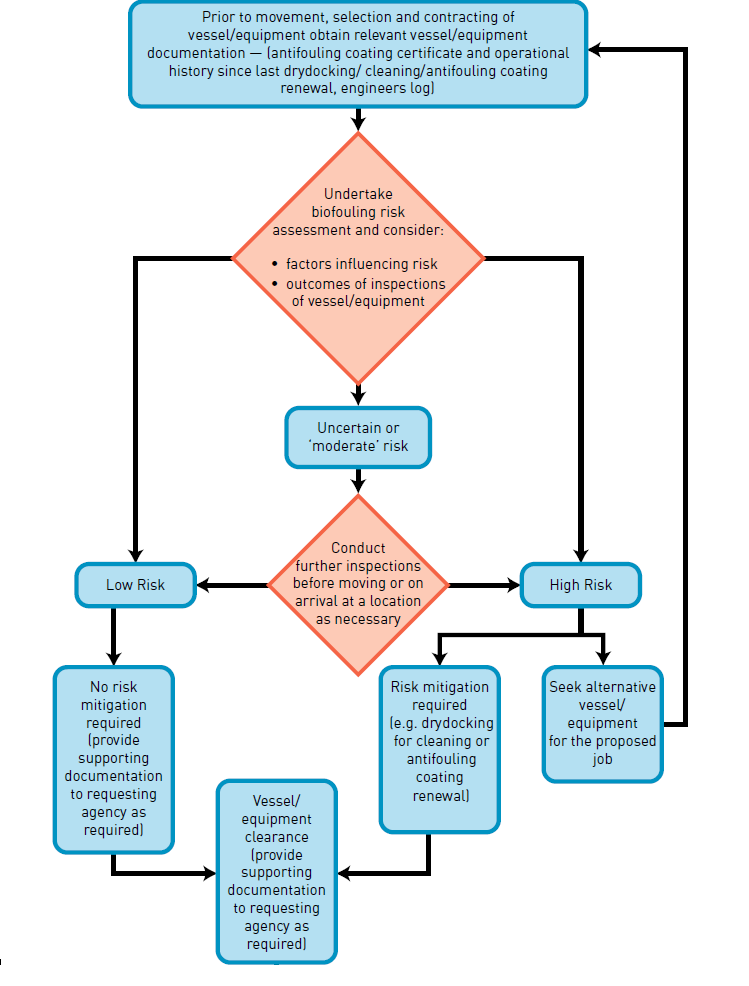 Prior to movement, selection and contracting of
vessel/equipment obtain relevant vessel/equipment
documentation — (antifouling coating certificate and operational
history since last drydocking/ cleaning/antifouling coating
renewal, engineers log)
Undertake
biofouling risk
assessment and consider:
• factors influencing risk
• outcomes of inspections
of vessel/equipment
Uncertain or
‘moderate’ risk
Conduct
further inspections
before moving or on
arrival at a location
as necessary
Low Risk
High Risk
No risk
mitigation
required
(provide
supporting
documentation
to requesting
agency as
required)
Risk mitigation
required
(e.g. drydocking
for cleaning or
antifouling
coating
renewal)
Seek alternative
vessel/
equipment
for the proposed
job
Vessel/
equipment
clearance
(provide
supporting
documentation
to requesting
agency as
required)